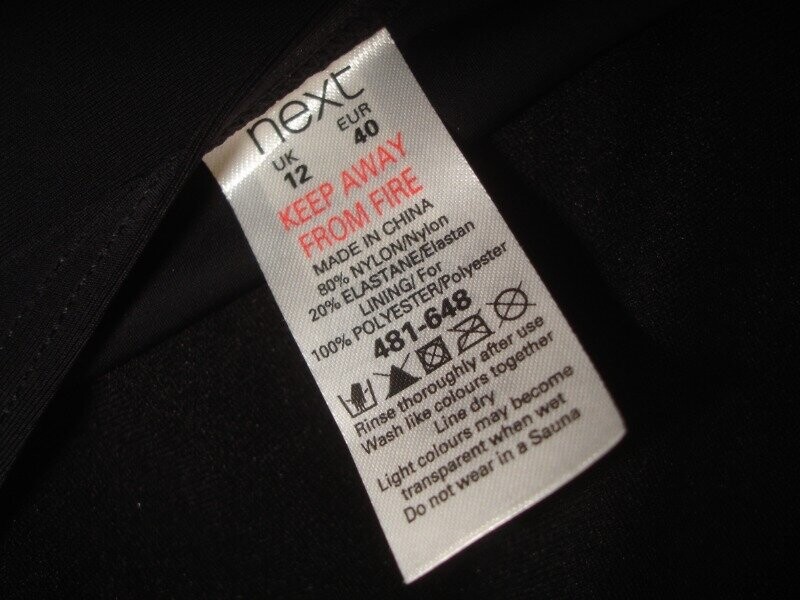 next
UK EUR
12 40
KEEP AWAY
FROM FIRE
MADE IN CHINA
80% NYLON/Nylon
20% ELASTANE/Elastan
LINING/ For
100% POLYESTER/Polyester
481-648
Rinse thoroughly after use
Wash like colours together
Line dry
Light colours may become
transparent when wet
Do not wear in a Sauna